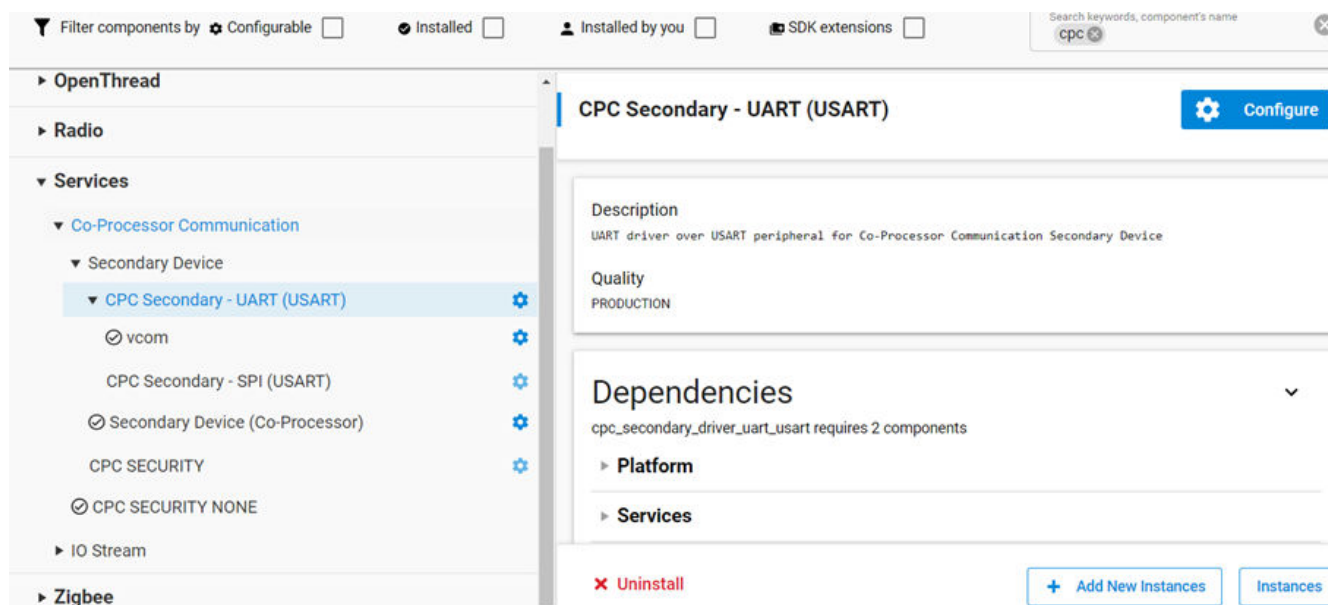 Filter components by Configurable Installed Installed by you SDK extensions Search keywords, component's name
cpc
OpenThread
Radio
Services
Co-Processor Communication
Secondary Device
CPC Secondary - UART (USART)
vcom
CPC Secondary - SPI (USART)
Secondary Device (Co-Processor)
CPC SECURITY
CPC SECURITY NONE
IO Stream
Zigbee
CPC Secondary - UART (USART) Configure
Description
UART driver over USART peripheral for Co-Processor Communication Secondary Device
Quality
PRODUCTION
Dependencies
cpc_secondary_driver_uart_usart requires 2 components
Platform
Services
Uninstall + Add New Instances Instances